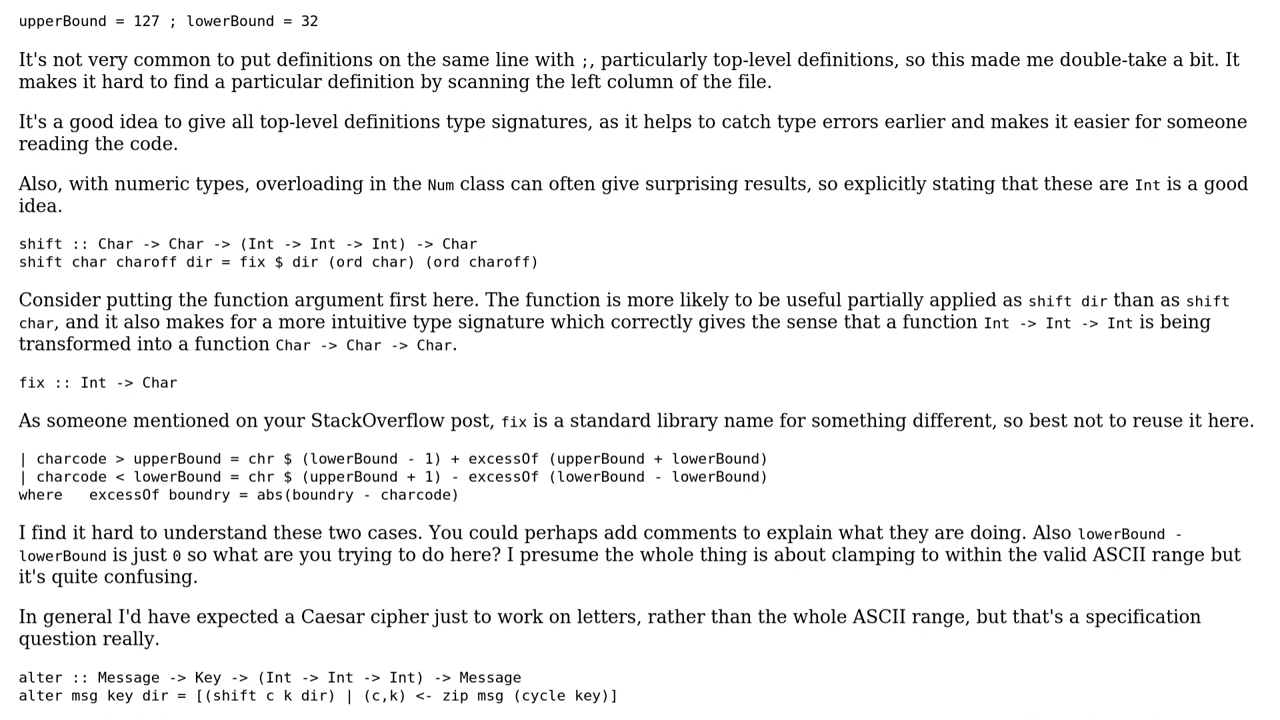 upperBound = 127 ; lowerBound = 32
It's not very common to put definitions on the same line with ;, particularly top-level definitions, so this made me double-take a bit. It
makes it hard to find a particular definition by scanning the left column of the file.
It's a good idea to give all top-level definitions type signatures, as it helps to catch type errors earlier and makes it easier for someone
reading the code.
Also, with numeric types, overloading in the Num class can often give surprising results, so explicitly stating that these are Int is a good
idea.
shift :: Char -> Char -> (Int -> Int -> Int) -> Char
shift char charoff dir = fix $ dir (ord char) (ord charoff)
Consider putting the function argument first here. The function is more likely to be useful partially applied as shift dir than as shift
char, and it also makes for a more intuitive type signature which correctly gives the sense that a function Int -> Int -> Int is being
transformed into a function Char -> Char -> Char.
fix :: Int -> Char
As someone mentioned on your StackOverflow post, fix is a standard library name for something different, so best not to reuse it here.
| charcode > upperBound = chr $ (lowerBound - 1) + excessOf (upperBound + lowerBound)
| charcode < lowerBound = chr $ (upperBound + 1) - excessOf (lowerBound - lowerBound)
where   excessOf boundry = abs(boundry - charcode)
I find it hard to understand these two cases. You could perhaps add comments to explain what they are doing. Also lowerBound -
lowerBound is just 0 so what are you trying to do here? I presume the whole thing is about clamping to within the valid ASCII range but
it's quite confusing.
In general I'd have expected a Caesar cipher just to work on letters, rather than the whole ASCII range, but that's a specification
question really.
alter :: Message -> Key -> (Int -> Int -> Int) -> Message
alter msg key dir = [(shift c k dir) | (c,k) <- zip msg (cycle key)]